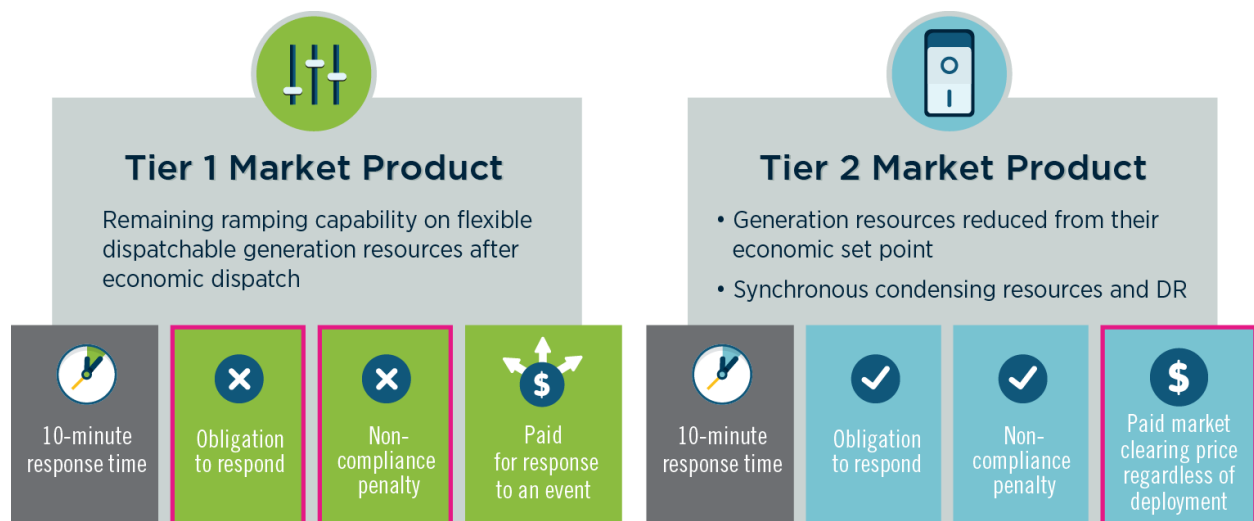 Tier 1 Market Product
Remaining ramping capability on flexible
dispatchable generation resources after
economic dispatch
10-minute
response time
Obligation
to respond
Non-
compliance
penalty
$
Paid
for response
to an event
Tier 2 Market Product
• Generation resources reduced from their
economic set point
• Synchronous condensing resources and DR
10-minute
response time
Obligation
to respond
Non-
compliance
penalty
$
Paid market
clearing price
regardless of
deployment